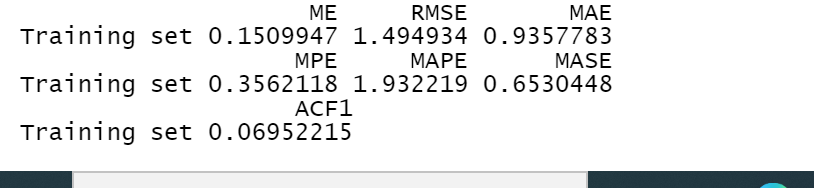 ME RMSE MAE
Training set 0.1509947 1.494934 0.9357783
MPE MAPE MASE
Training set 0.3562118 1.932219 0.6530448
ACF1
Training set 0.06952215